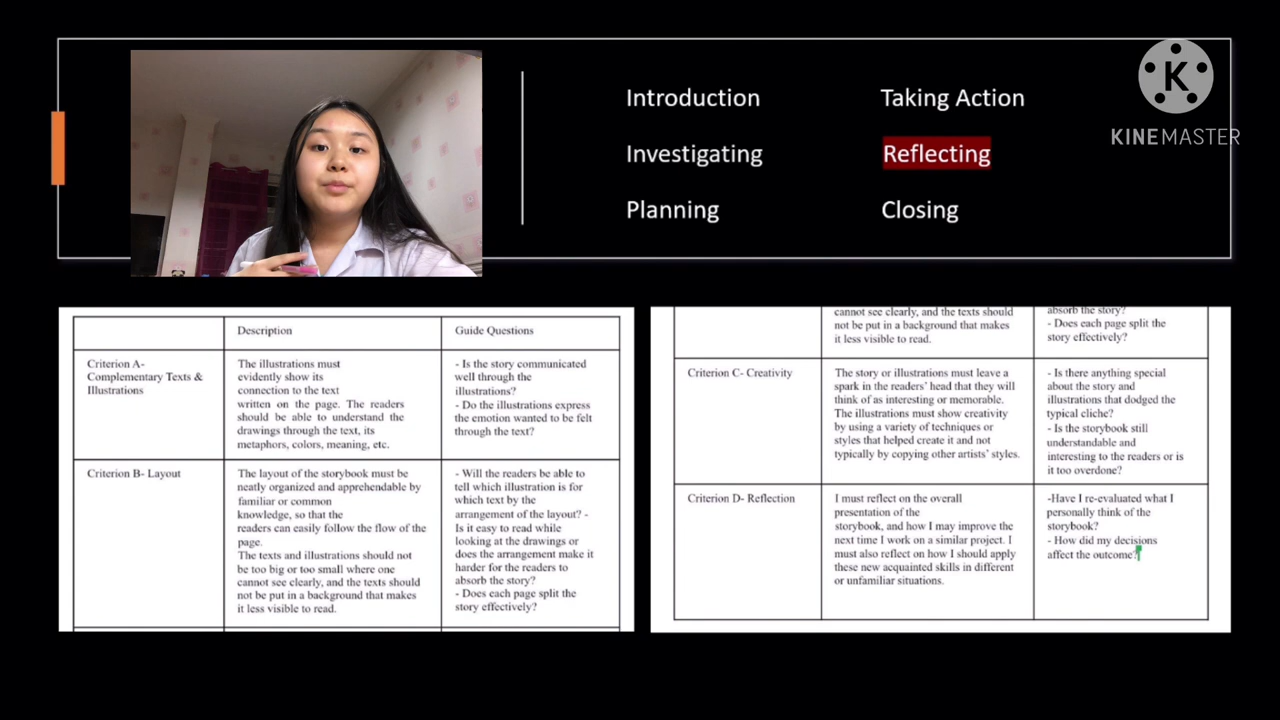 Introduction
Investigating
Planning
Taking Action
Reflecting
Closing
K
KINEMASTER
Description
Guide Questions
Criterion A-
Complementary Texts &
Illustrations
The illustrations must
evidently show its
connection to the text
written on the page. The readers
should be able to understand the
drawings through the text, its
metaphors, colors, meaning, etc.
- Is the story communicated
well through the
illustrations?
- Do the illustrations express
the emotion wanted to be felt
through the text?
Criterion B- Layout
The layout of the storybook must be
neatly organized and apprehendable by
familiar or common
knowledge, so that the
readers can easily follow the flow of the
page.
The texts and illustrations should not
be too big or too small where one
cannot see clearly, and the texts should
not be put in a background that makes
it less visible to read.
- Will the readers be able to
tell which illustration is for
which text by the
arrangement of the layout? -
Is it easy to read while
looking at the drawings or
does the arrangement make it
harder for the readers to
absorb the story?
- Does each page split the
story effectively?
cannot see clearly, and the texts should
not be put in a background that makes
it less visible to read.
absorb the story?
- Does each page split the
story effectively?
Criterion C- Creativity
The story or illustrations must leave a
spark in the readers' head that they will
think of as interesting or memorable.
The illustrations must show creativity
by using a variety of techniques or
styles that helped create it and not
typically by copying other artists' styles.
- Is there anything special
about the story and
illustrations that dodged the
typical cliche?
- Is the storybook still
understandable and
interesting to the readers or is
it too overdone?
Criterion D- Reflection
I must reflect on the overall
presentation of the
storybook, and how I may improve the
next time I work on a similar project. I
must also reflect on how I should apply
these new acquainted skills in different
or unfamiliar situations.
-Have I re-evaluated what I
personally think of the
storybook?
- How did my decisions
affect the outcome?